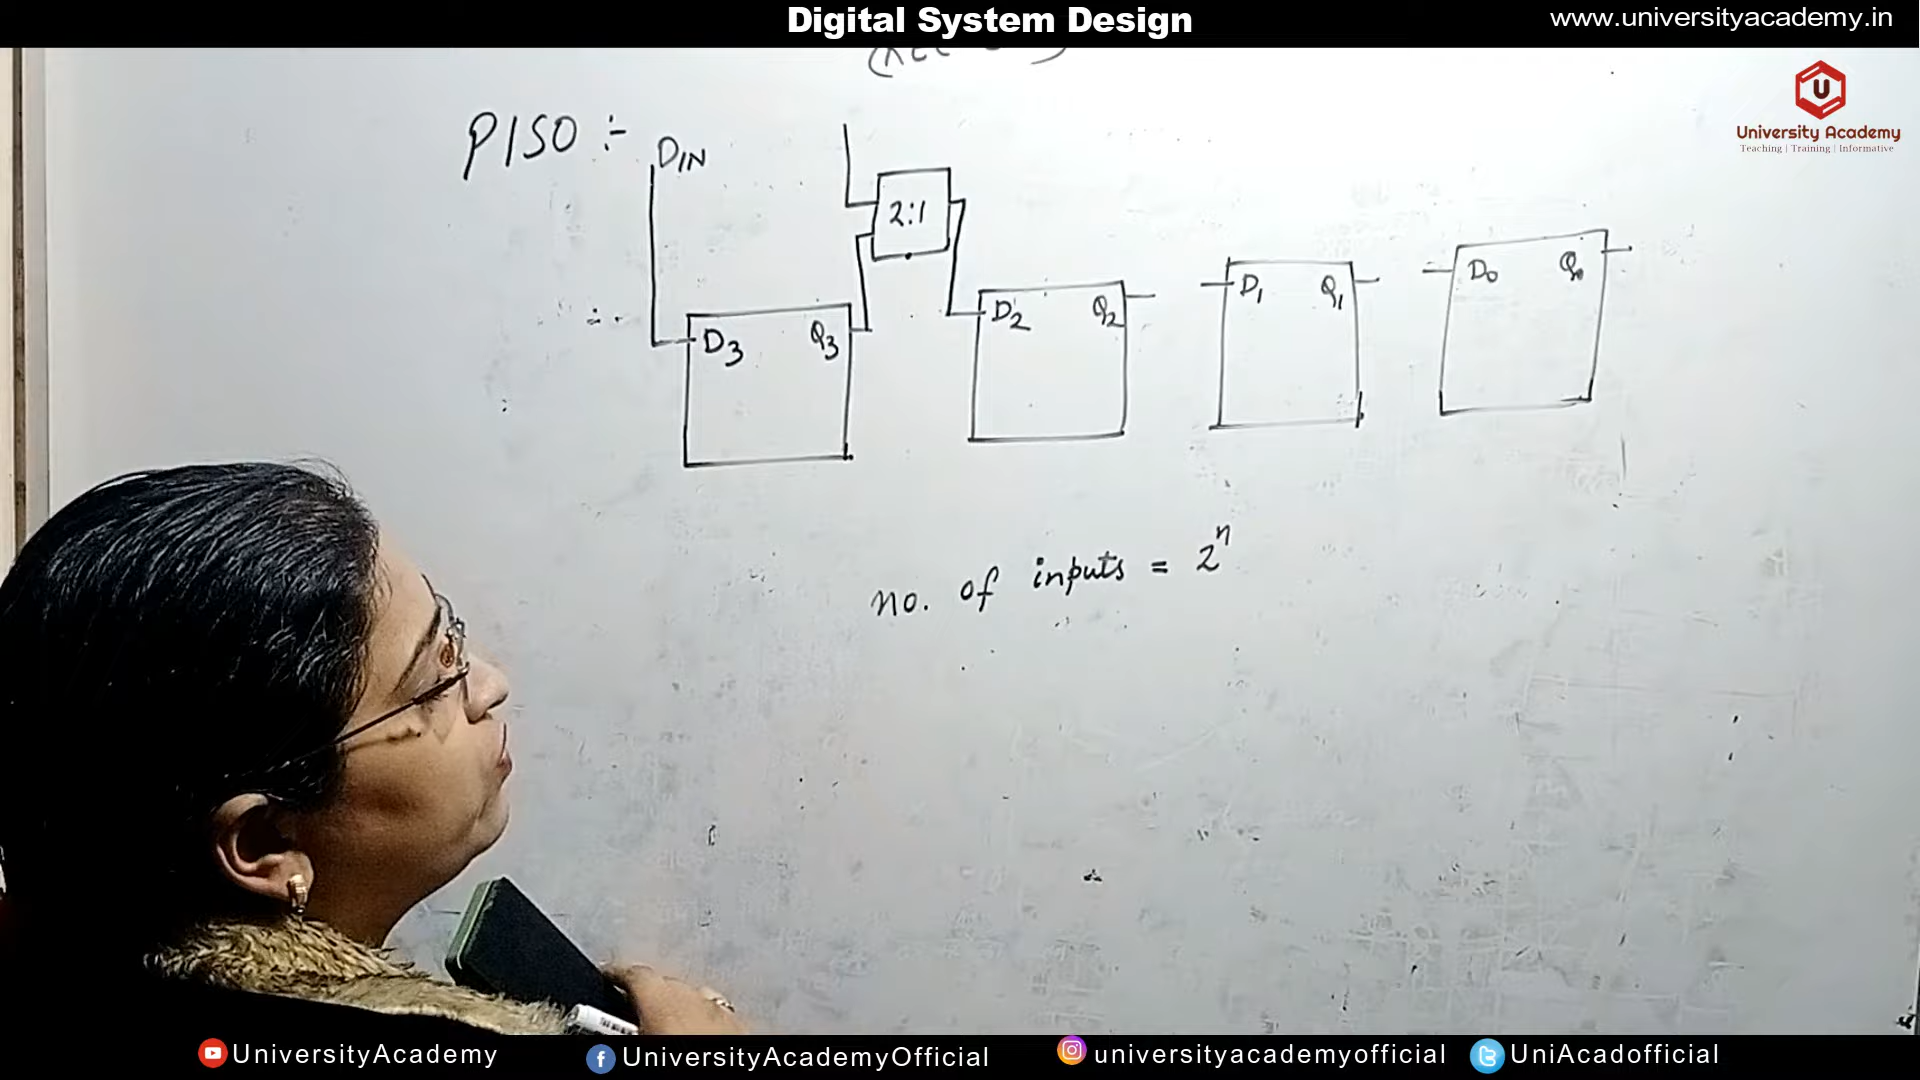 Digital System Design
www.universityacademy.in
U
University Academy
Teaching | Training | Informative
PISO :-
DIN
2:1
D3 Q3
D2 Q2
D1 Q1
D0 Q0
no. of inputs = 2^n
UniversityAcademy
UniversityAcademyOfficial
universityacademyofficial
UniAcadofficial